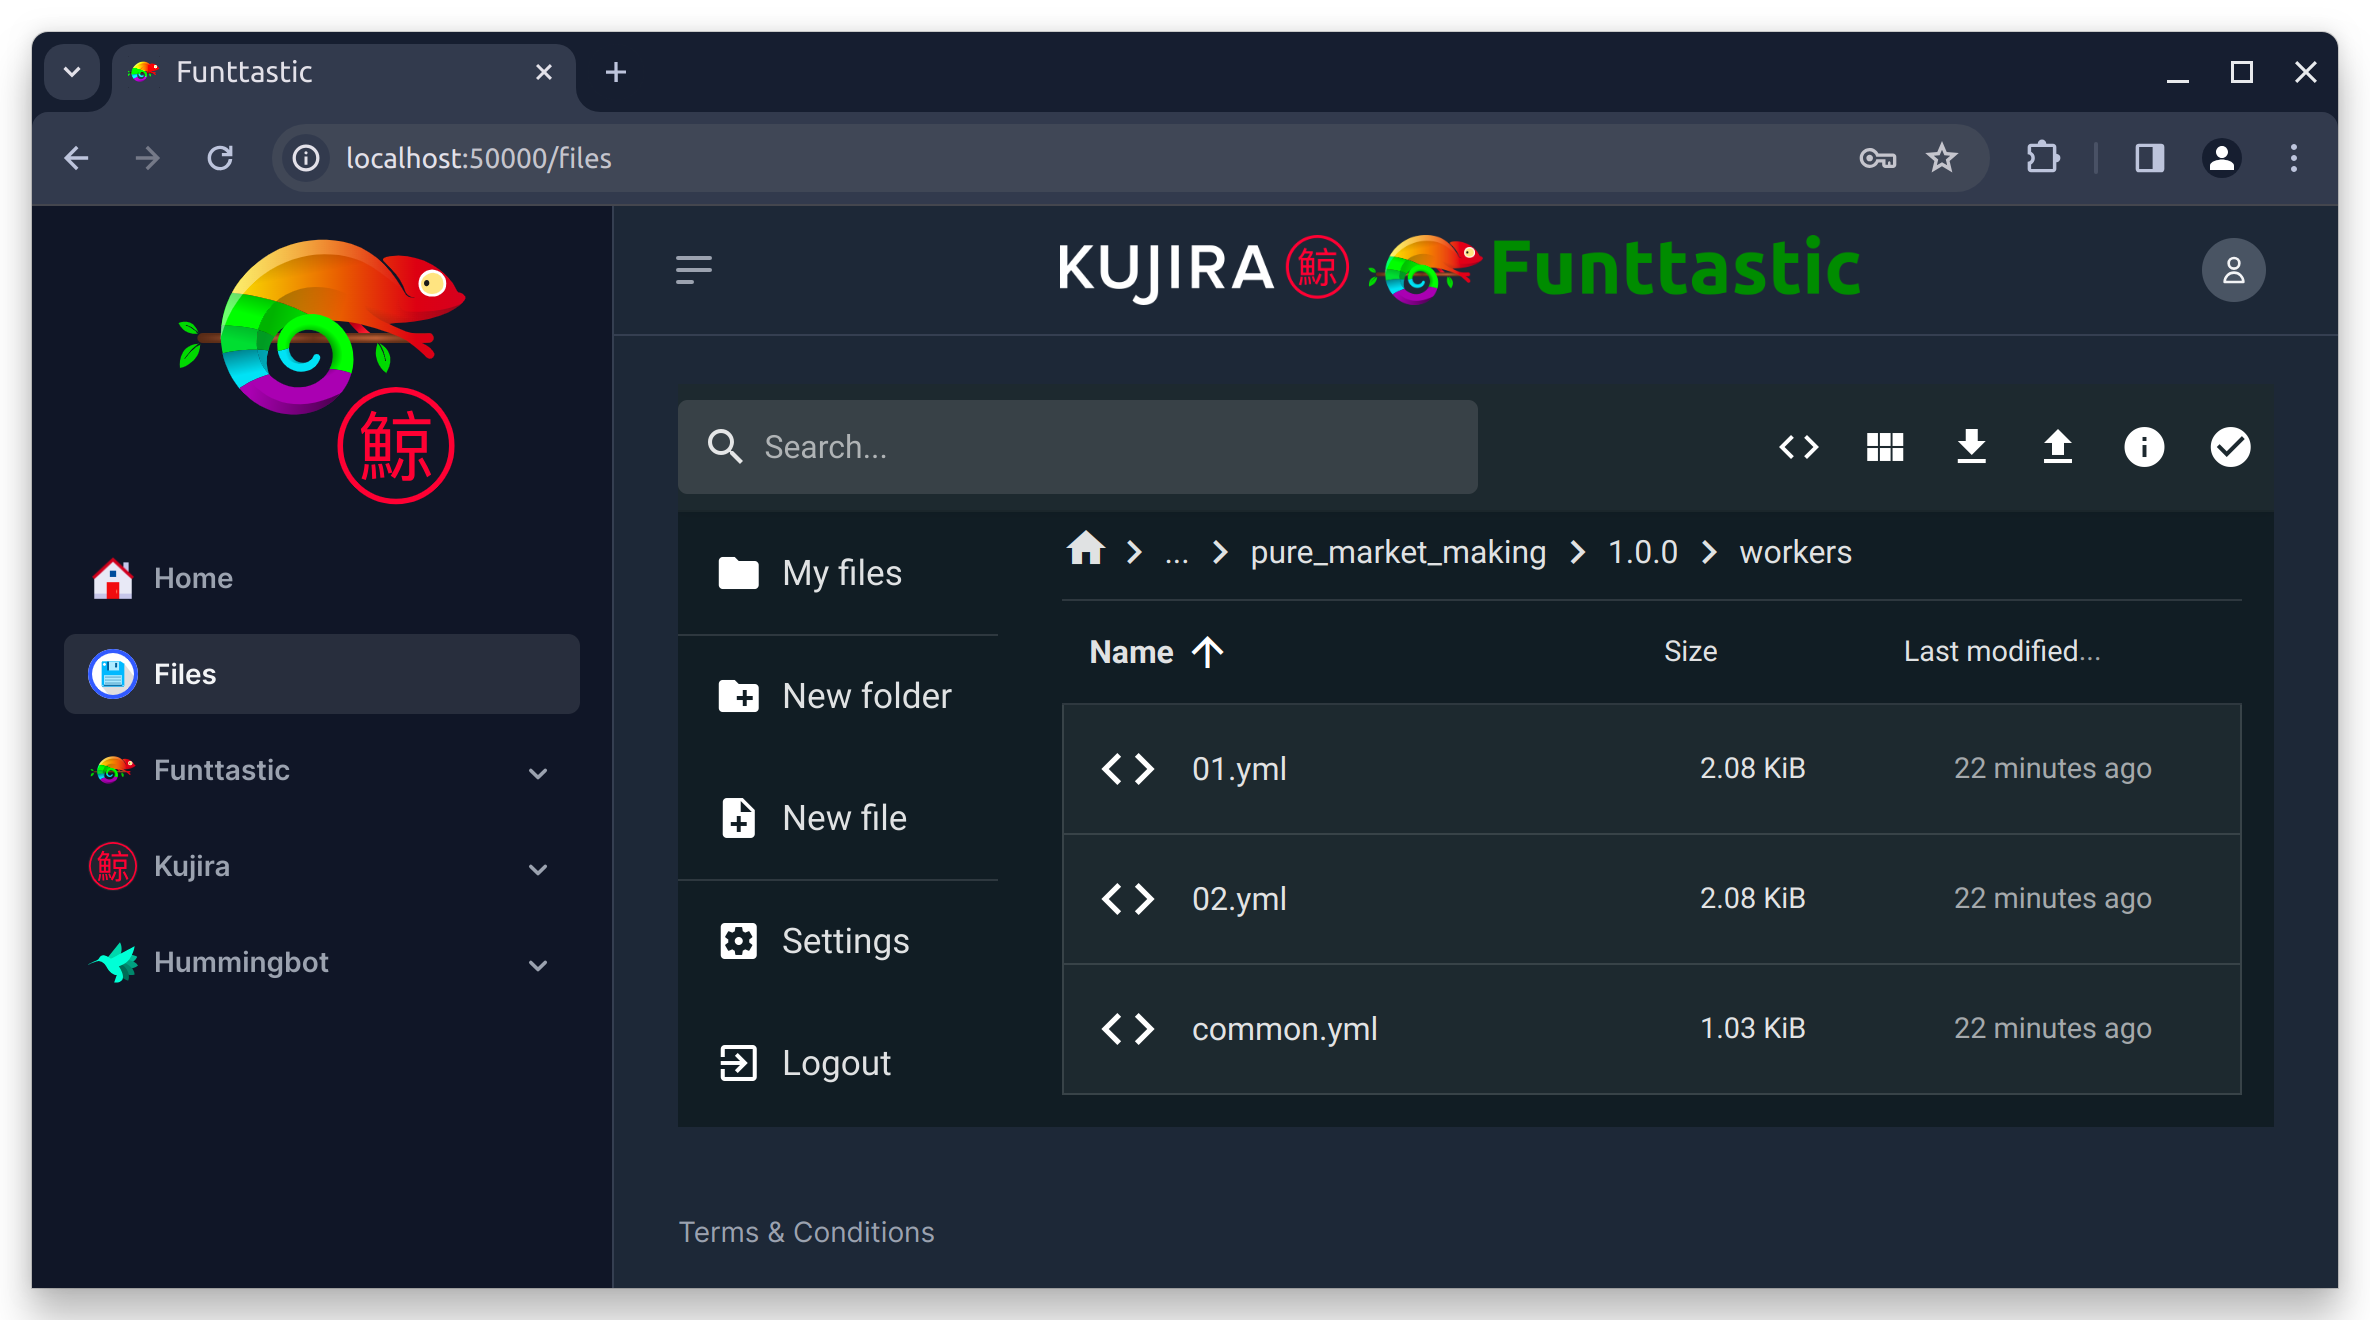 Funttastic
localhost:50000/files
鯨
KUJIRA 鯨 Funttastic
Home
Files
Funttastic
鯨 Kujira
Hummingbot
Search...
My files
New folder
New file
Settings
Logout
... pure_market_making 1.0.0 workers
Name Size Last modified...
01.yml 2.08 KiB 22 minutes ago
02.yml 2.08 KiB 22 minutes ago
common.yml 1.03 KiB 22 minutes ago
Terms & Conditions